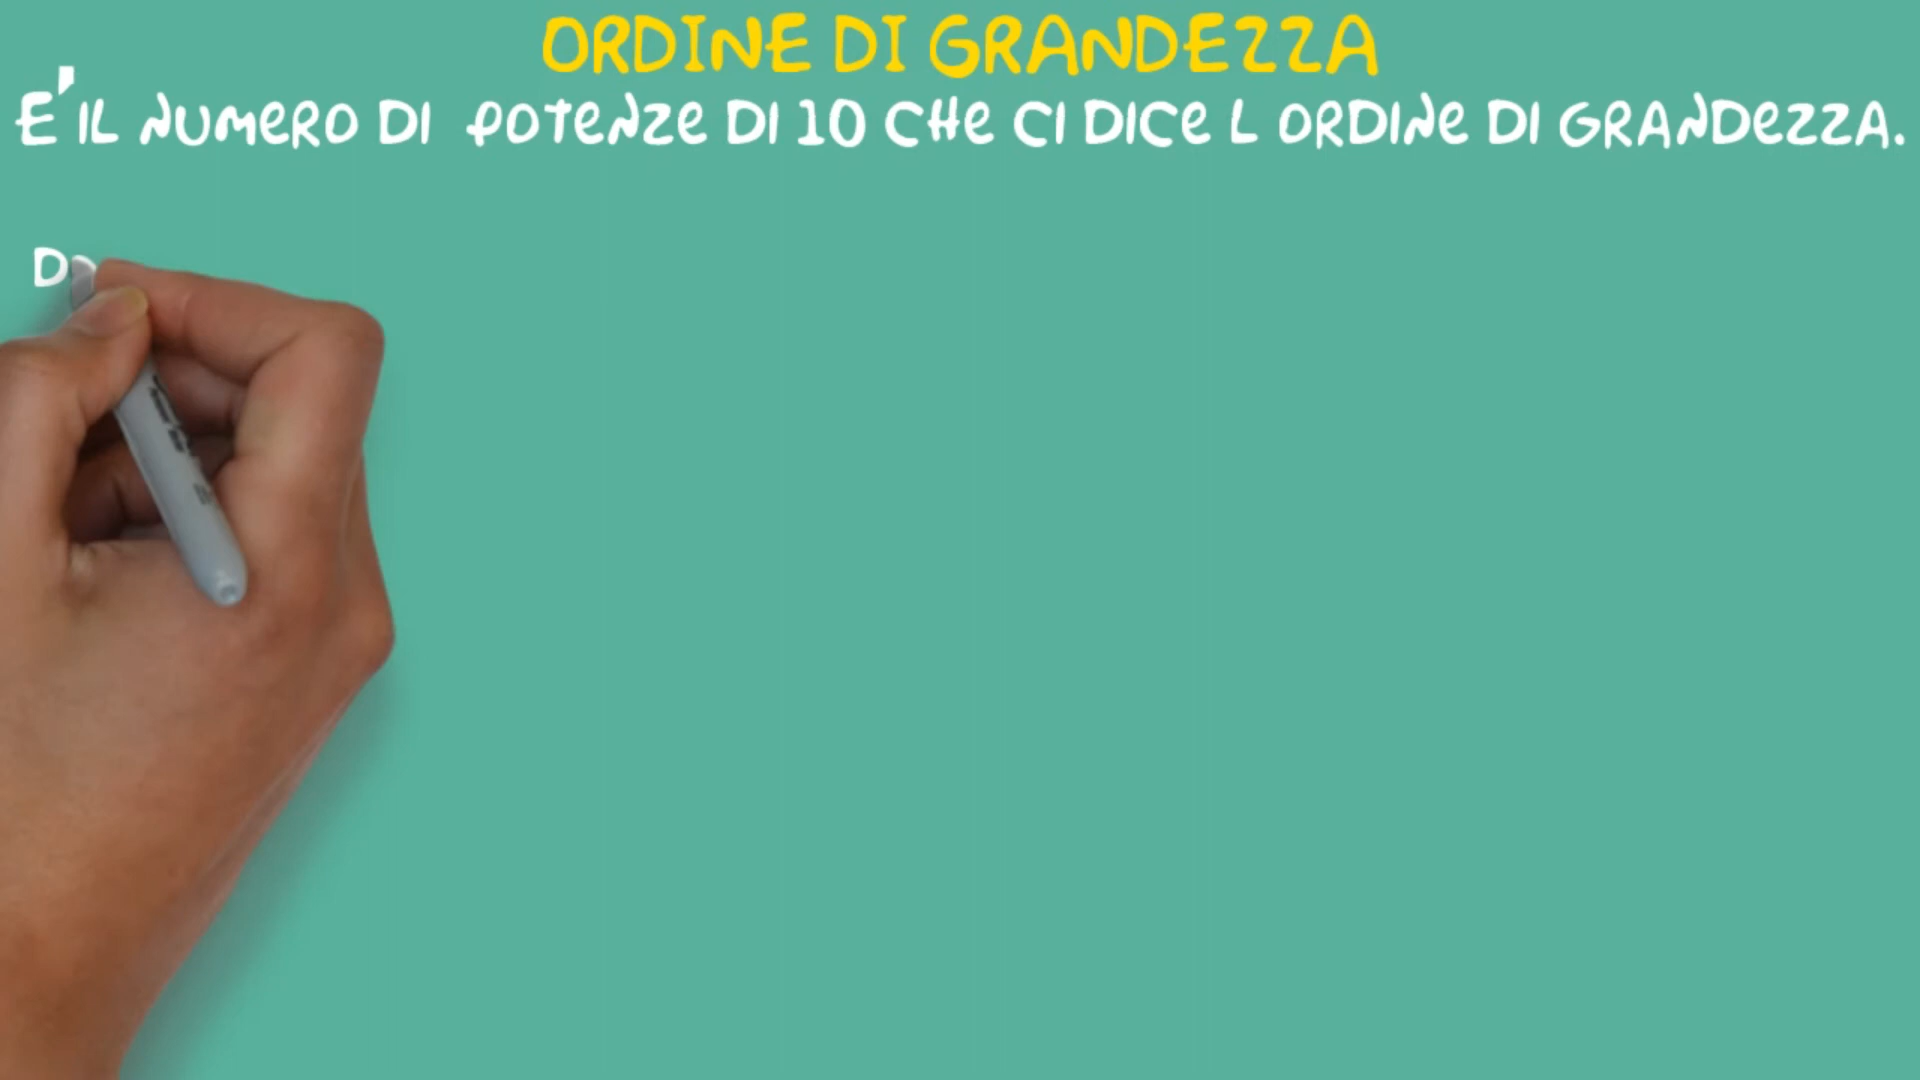 ORDINE DI GRANDEZZA
E'IL NUMERO DI POTENZE DI 10 CHE CI DICE L ORDINE DI GRANDEZZA.
D